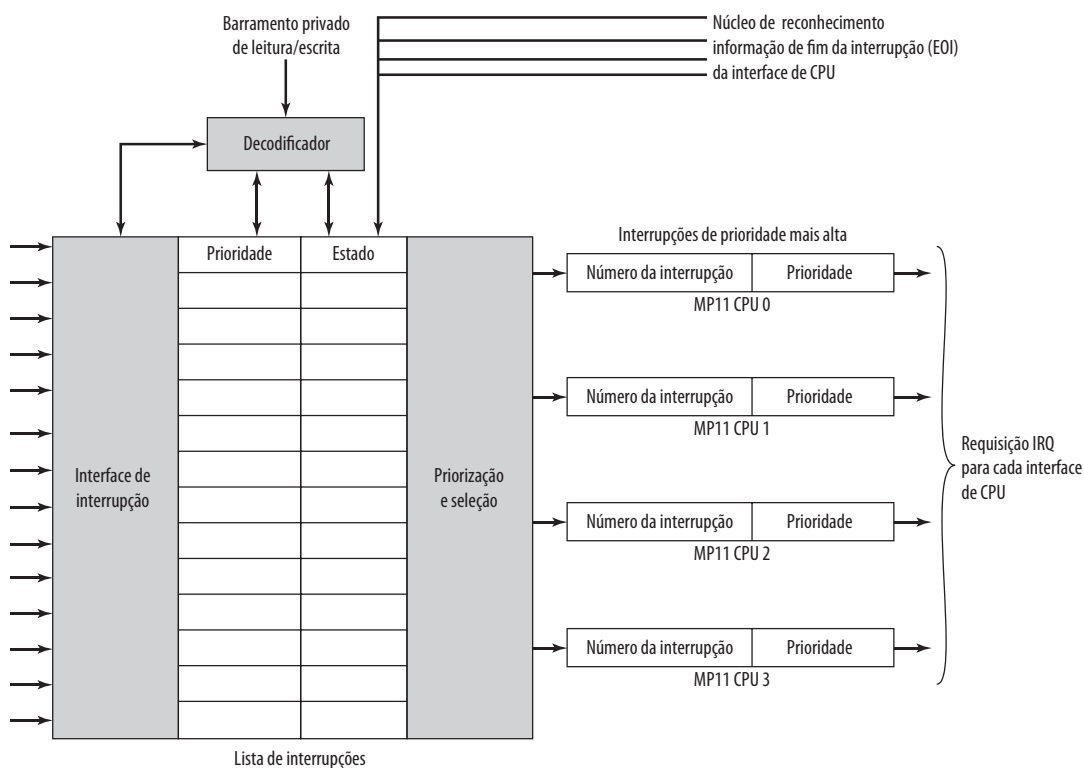 Barramento privado
de leitura/escrita
Núcleo de reconhecimento
informação de fim da interrupção (EOI)
da interface de CPU
Decodificador
Interface de
interrupção
Prioridade
Estado
Priorização
e seleção
Lista de interrupções
Interrupções de prioridade mais alta
Número da interrupção
Prioridade
MP11 CPU 0
Número da interrupção
Prioridade
MP11 CPU 1
Número da interrupção
Prioridade
MP11 CPU 2
Número da interrupção
Prioridade
MP11 CPU 3
Requisição IRQ
para cada interface
de CPU